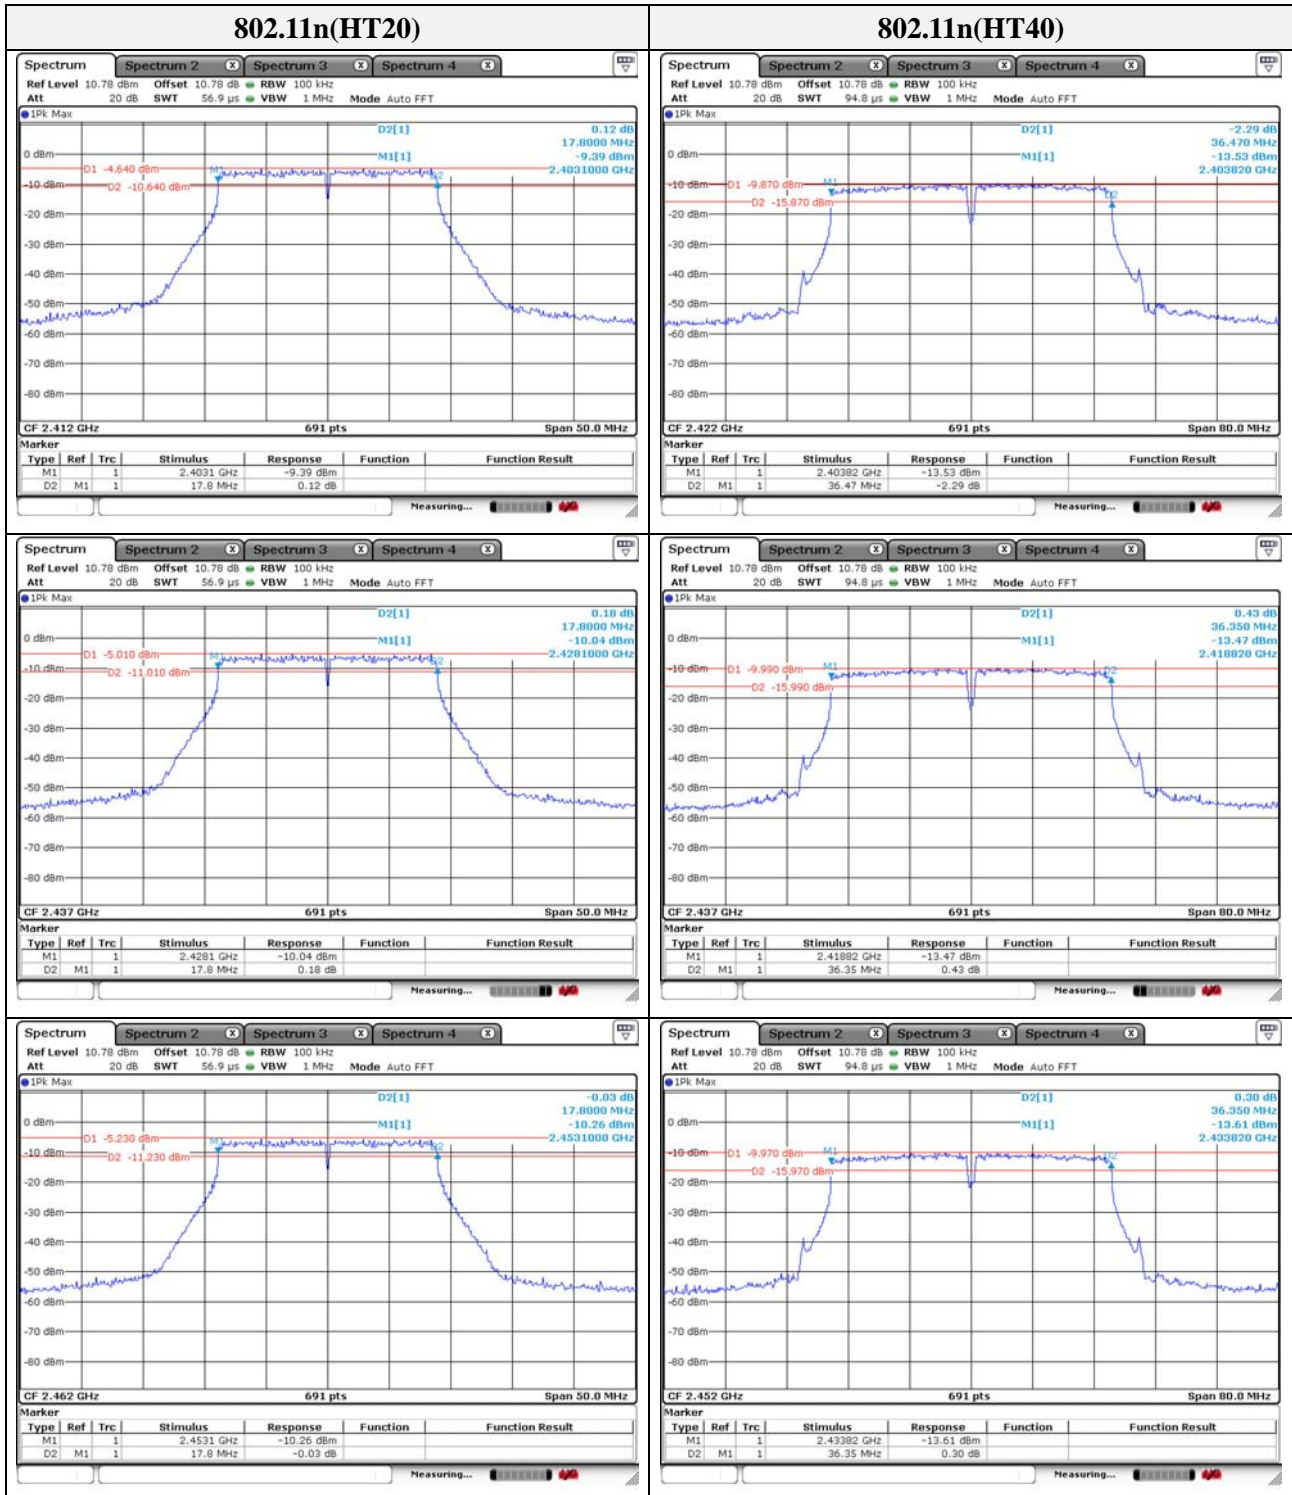 802.11n(HT20)
802.11n(HT40)
Spectrum Spectrum 2 Spectrum 3 Spectrum 4
Ref Level 10.78 dBm Offset 10.78 dB RBW 100 kHz
Att 20 dB SWT 56.9 µs VBW 1 MHz Mode Auto FFT
1Pk Max
D2[1] 0.12 dB
17.8000 MHz
0 dBm
M1[1] -9.39 dBm
D1 -4.640 dBm M1 2.4031000 GHz
D2
-10 dBm D2 -10.640 dBm
-20 dBm
-30 dBm
-40 dBm
-50 dBm
-60 dBm
-70 dBm
-80 dBm
CF 2.412 GHz 691 pts Span 50.0 MHz
Marker
Type Ref Trc Stimulus Response Function Function Result
M1 1 2.4031 GHz -9.39 dBm
D2 M1 1 17.8 MHz 0.12 dB
Measuring...
Spectrum Spectrum 2 Spectrum 3 Spectrum 4
Ref Level 10.78 dBm Offset 10.78 dB RBW 100 kHz
Att 20 dB SWT 94.8 µs VBW 1 MHz Mode Auto FFT
1Pk Max
D2[1] -2.29 dB
36.470 MHz
0 dBm
M1[1] -13.53 dBm
2.403820 GHz
-10 dBm D1 -9.870 dBm M1
D2 -15.870 dBm D2
-20 dBm
-30 dBm
-40 dBm
-50 dBm
-60 dBm
-70 dBm
-80 dBm
CF 2.422 GHz 691 pts Span 80.0 MHz
Marker
Type Ref Trc Stimulus Response Function Function Result
M1 1 2.40382 GHz -13.53 dBm
D2 M1 1 36.47 MHz -2.29 dB
Measuring...
Spectrum Spectrum 2 Spectrum 3 Spectrum 4
Ref Level 10.78 dBm Offset 10.78 dB RBW 100 kHz
Att 20 dB SWT 56.9 µs VBW 1 MHz Mode Auto FFT
1Pk Max
D2[1] 0.18 dB
17.8000 MHz
0 dBm
M1[1] -10.04 dBm
D1 -5.010 dBm M1 2.4281000 GHz
D2
-10 dBm D2 -11.010 dBm
-20 dBm
-30 dBm
-40 dBm
-50 dBm
-60 dBm
-70 dBm
-80 dBm
CF 2.437 GHz 691 pts Span 50.0 MHz
Marker
Type Ref Trc Stimulus Response Function Function Result
M1 1 2.4281 GHz -10.04 dBm
D2 M1 1 17.8 MHz 0.18 dB
Measuring...
Spectrum Spectrum 2 Spectrum 3 Spectrum 4
Ref Level 10.78 dBm Offset 10.78 dB RBW 100 kHz
Att 20 dB SWT 94.8 µs VBW 1 MHz Mode Auto FFT
1Pk Max
D2[1] 0.43 dB
36.350 MHz
0 dBm
M1[1] -13.47 dBm
2.418820 GHz
-10 dBm D1 -9.990 dBm M1 D2
D2 -15.990 dBm
-20 dBm
-30 dBm
-40 dBm
-50 dBm
-60 dBm
-70 dBm
-80 dBm
CF 2.437 GHz 691 pts Span 80.0 MHz
Marker
Type Ref Trc Stimulus Response Function Function Result
M1 1 2.41882 GHz -13.47 dBm
D2 M1 1 36.35 MHz 0.43 dB
Measuring...
Spectrum Spectrum 2 Spectrum 3 Spectrum 4
Ref Level 10.78 dBm Offset 10.78 dB RBW 100 kHz
Att 20 dB SWT 56.9 µs VBW 1 MHz Mode Auto FFT
1Pk Max
D2[1] -0.03 dB
17.8000 MHz
0 dBm
M1[1] -10.26 dBm
D1 -5.230 dBm M1 2.4531000 GHz
D2
-10 dBm D2 -11.230 dBm
-20 dBm
-30 dBm
-40 dBm
-50 dBm
-60 dBm
-70 dBm
-80 dBm
CF 2.462 GHz 691 pts Span 50.0 MHz
Marker
Type Ref Trc Stimulus Response Function Function Result
M1 1 2.4531 GHz -10.26 dBm
D2 M1 1 17.8 MHz -0.03 dB
Measuring...
Spectrum Spectrum 2 Spectrum 3 Spectrum 4
Ref Level 10.78 dBm Offset 10.78 dB RBW 100 kHz
Att 20 dB SWT 94.8 µs VBW 1 MHz Mode Auto FFT
1Pk Max
D2[1] 0.30 dB
36.350 MHz
0 dBm
M1[1] -13.61 dBm
2.433820 GHz
-10 dBm D1 -9.970 dBm M1 D2
D2 -15.970 dBm
-20 dBm
-30 dBm
-40 dBm
-50 dBm
-60 dBm
-70 dBm
-80 dBm
CF 2.452 GHz 691 pts Span 80.0 MHz
Marker
Type Ref Trc Stimulus Response Function Function Result
M1 1 2.43382 GHz -13.61 dBm
D2 M1 1 36.35 MHz 0.30 dB
Measuring...